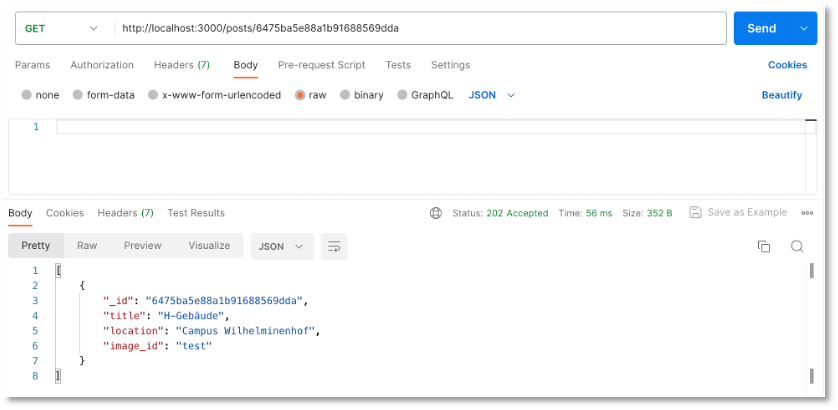 GET http://localhost:3000/posts/6475ba5e88a1b91688569dda Send
Params Authorization Headers (7) Body Pre-request Script Tests Settings Cookies
none form-data x-www-form-urlencoded raw binary GraphQL JSON Beautify
1
Body Cookies Headers (7) Test Results Status: 202 Accepted Time: 56 ms Size: 352 B Save as Example
Pretty Raw Preview Visualize JSON
1 [
2 {
3 "_id": "6475ba5e88a1b91688569dda",
4 "title": "H-Gebäude",
5 "location": "Campus Wilhelminenhof",
6 "image_id": "test"
7 }
8 ]